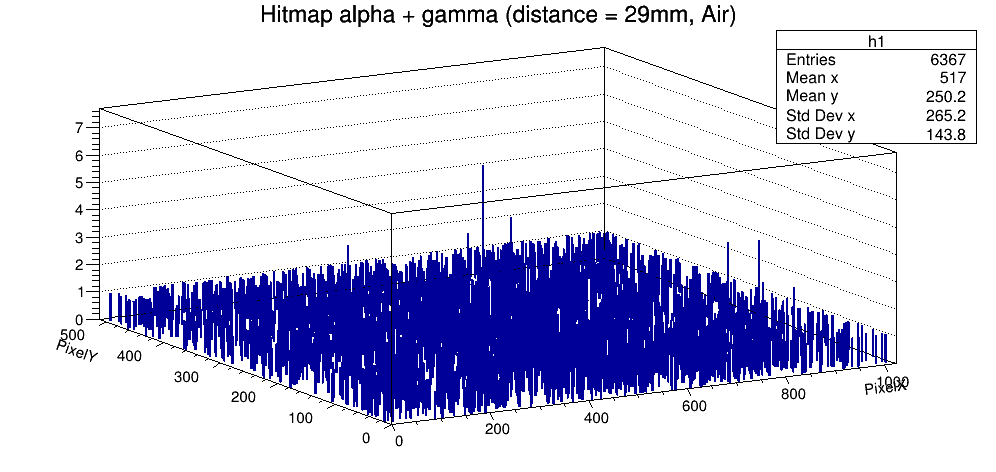 Hitmap alpha + gamma (distance = 29mm, Air)
h1
Entries 6367
Mean x 517
Mean y 250.2
Std Dev x 265.2
Std Dev y 143.8
7
6
5
4
3
2
1
0
500
400
300
200
100
0
PixelY
0
200
400
600
800
1000
PixelX